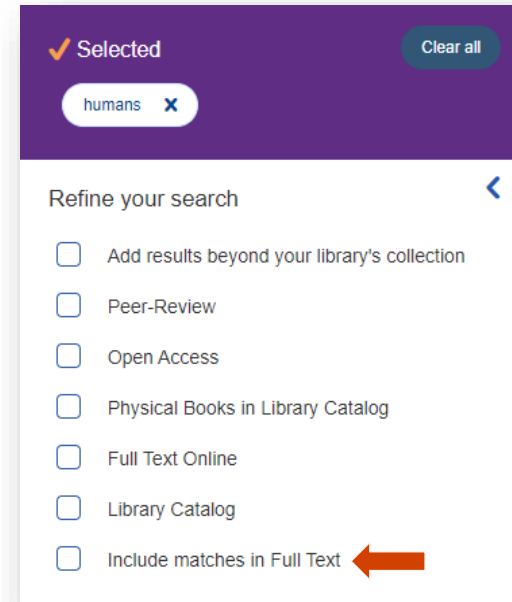 Selected
Clear all
humans
Refine your search
Add results beyond your library's collection
Peer-Review
Open Access
Physical Books in Library Catalog
Full Text Online
Library Catalog
Include matches in Full Text